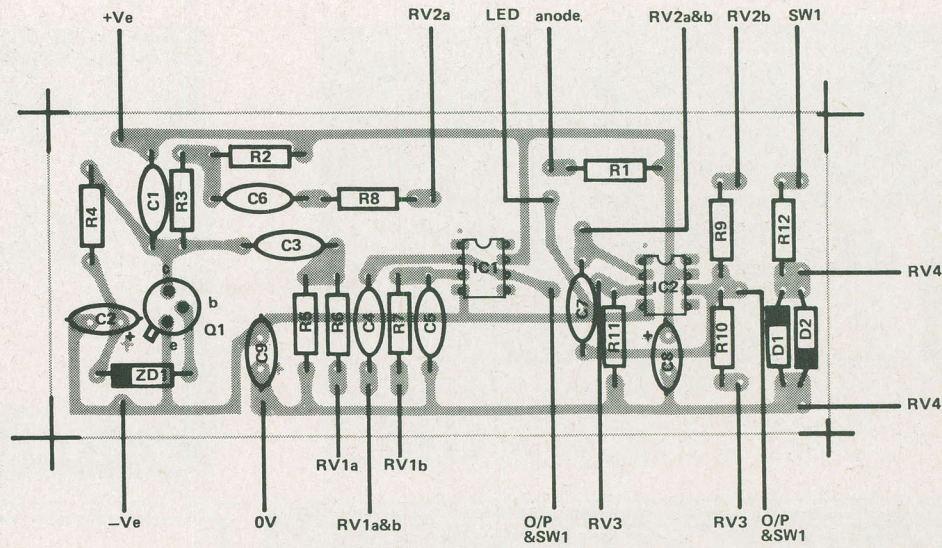 +Ve
RV2a
LED
anode
RV2a&b
RV2b
SW1
R2
R1
R4
C1
R3
C6
R8
R9
R12
C3
IC1
c
b
Q1
e
IC2
RV4
C2
+
R5
R6
C4
R7
C5
C7
R11
+
C8
R10
D1
D2
C9
+
ZD1
RV4
RV1a
RV1b
–Ve
0V
RV1a&b
O/P
&SW1
RV3
RV3
O/P
&SW1